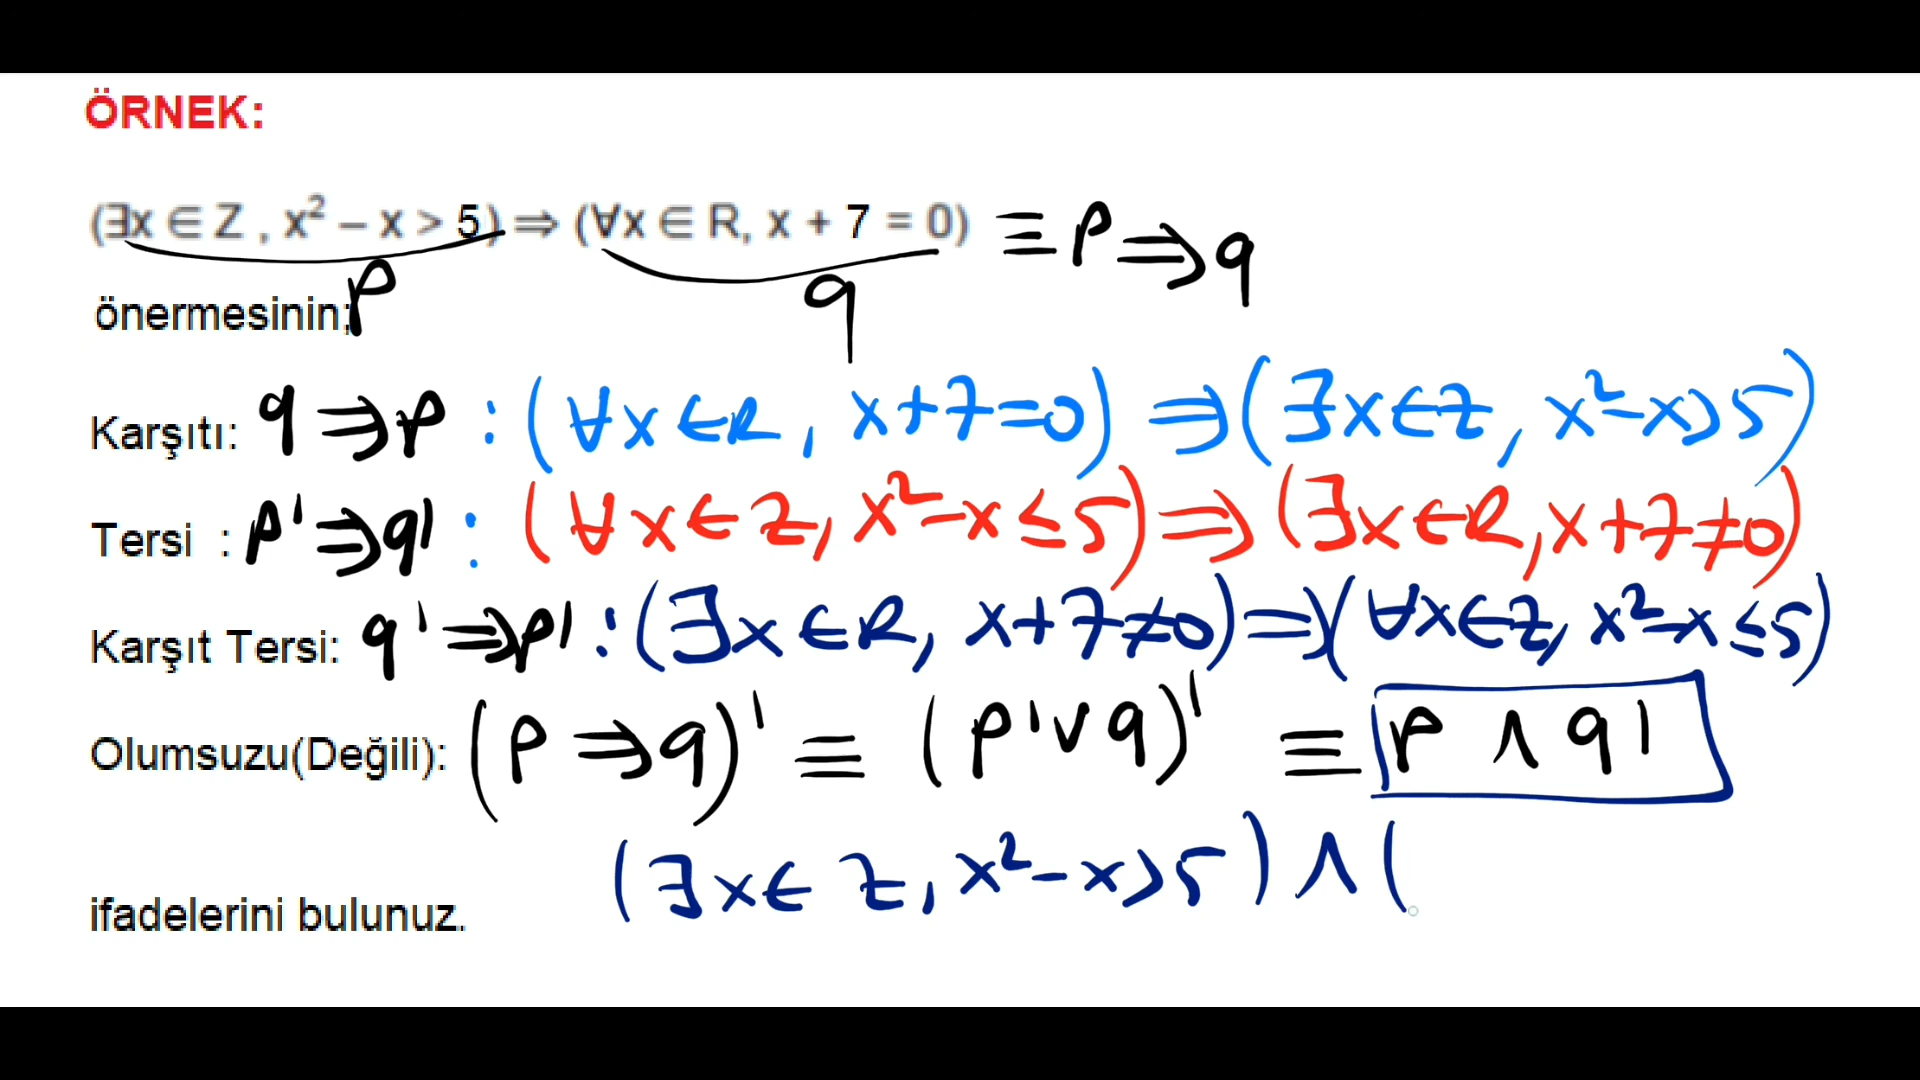 ÖRNEK:
(∃x ∈ Z , x² – x > 5) ⇒ (∀x ∈ R, x + 7 = 0) ≡ p ⇒ q
p q
önermesinin;
Karşıtı: q ⇒ p : (∀x ∈ R, x+7=0) ⇒ (∃x ∈ Z, x²-x>5)
Tersi : p' ⇒ q' : (∀x ∈ Z, x²-x≤5) ⇒ (∃x ∈ R, x+7≠0)
Karşıt Tersi: q' ⇒ p' : (∃x ∈ R, x+7≠0) ⇒ (∀x ∈ Z, x²-x≤5)
Olumsuzu(Değili): (p ⇒ q)' ≡ (p' ∨ q)' ≡ p ∧ q'
(∃x ∈ Z, x²-x>5) ∧ (
ifadelerini bulunuz.